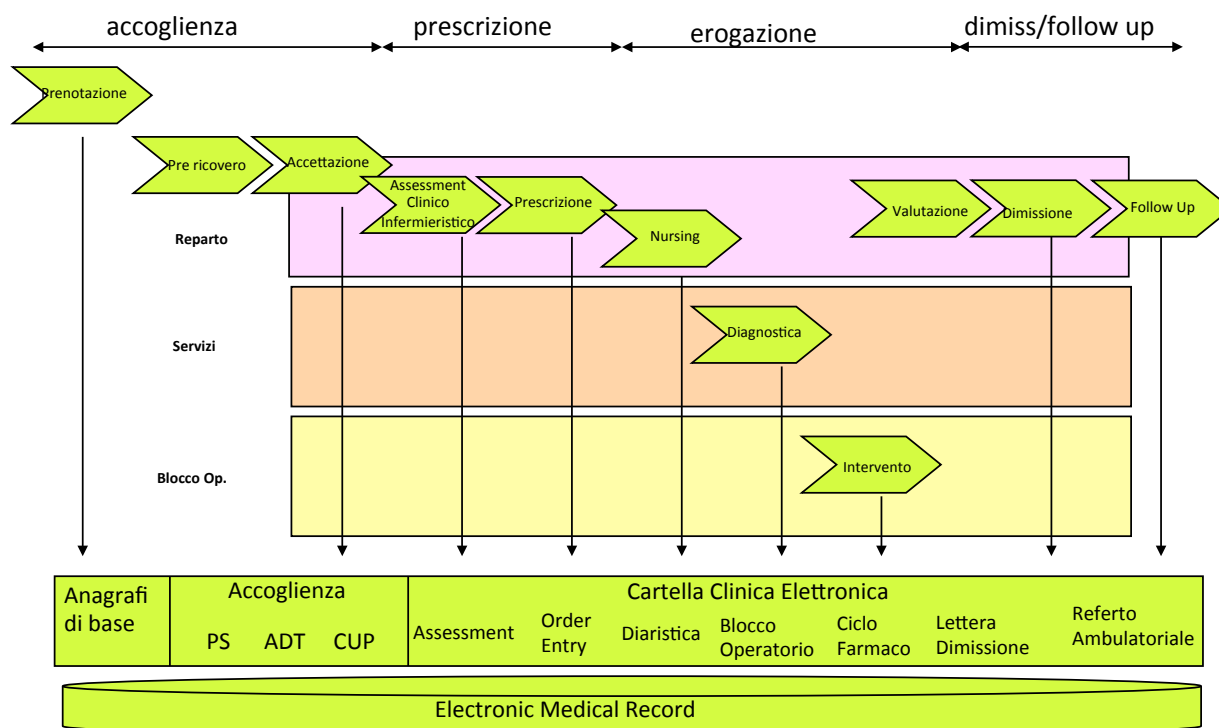 accoglienza
prescrizione
erogazione
dimiss/follow up
Prenotazione
Pre ricovero
Accettazione
Assessment
Clinico
Infermieristico
Prescrizione
Nursing
Valutazione
Dimissione
Follow Up
Reparto
Servizi
Diagnostica
Blocco Op.
Intervento
Anagrafi
di base
Accoglienza
PS
ADT
CUP
Cartella Clinica Elettronica
Assessment
Order
Entry
Diaristica
Blocco
Operatorio
Ciclo
Farmaco
Lettera
Dimissione
Referto
Ambulatoriale
Electronic Medical Record